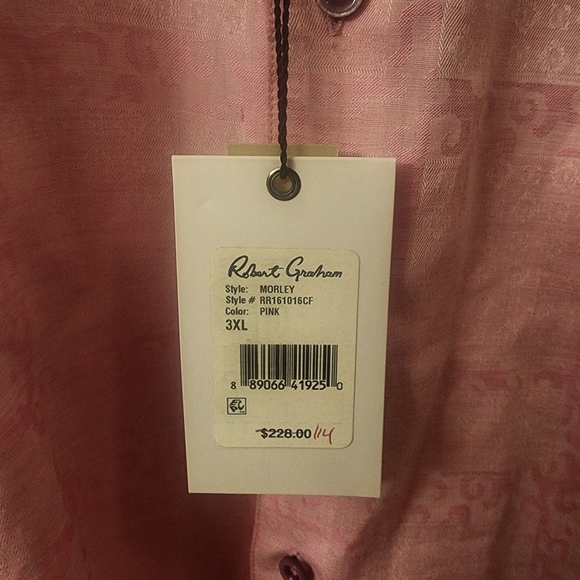 Robert Graham
Style: MORLEY
Style # RR161016CF
Color: PINK
3XL
8 89066 41925 0
$228.00 114